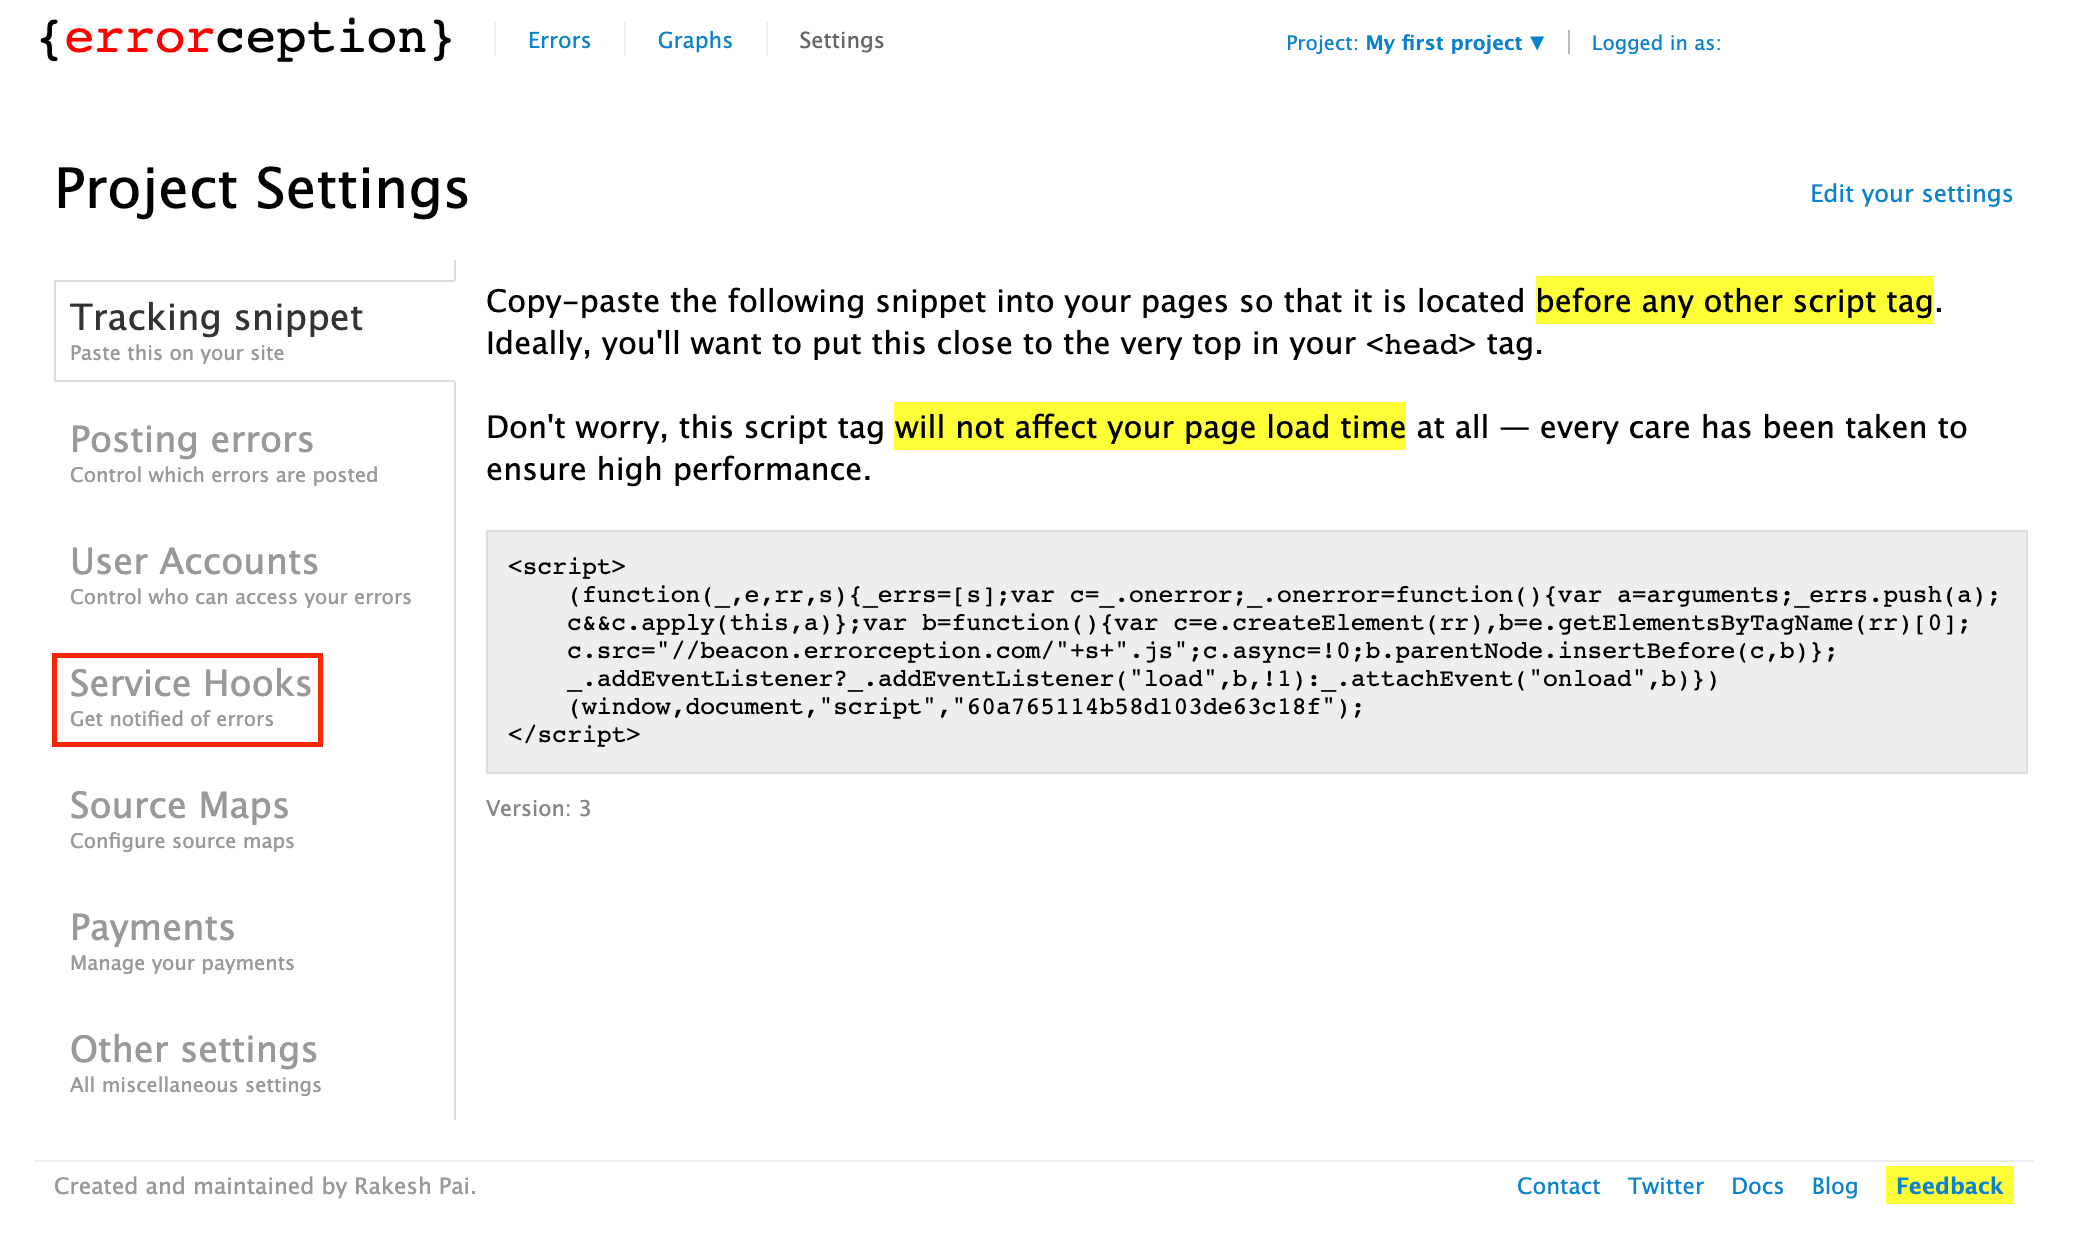 {errorception}
Errors
Graphs
Settings
Project: My first project ▼
Logged in as:
Project Settings
Edit your settings
Tracking snippet
Paste this on your site
Posting errors
Control which errors are posted
User Accounts
Control who can access your errors
Service Hooks
Get notified of errors
Source Maps
Configure source maps
Payments
Manage your payments
Other settings
All miscellaneous settings
Copy-paste the following snippet into your pages so that it is located before any other script tag.
Ideally, you'll want to put this close to the very top in your <head> tag.
Don't worry, this script tag will not affect your page load time at all — every care has been taken to
ensure high performance.
<script>
(function(_,e,rr,s){_errs=[s];var c=_.onerror;_.onerror=function(){var a=arguments;_errs.push(a);
c&&c.apply(this,a)};var b=function(){var c=e.createElement(rr),b=e.getElementsByTagName(rr)[0];
c.src="//beacon.errorception.com/"+s+".js";c.async=!0;b.parentNode.insertBefore(c,b)};
_.addEventListener?_.addEventListener("load",b,!1):_.attachEvent("onload",b)})
(window,document,"script","60a765114b58d103de63c18f");
</script>
Version: 3
Created and maintained by Rakesh Pai.
Contact
Twitter
Docs
Blog
Feedback